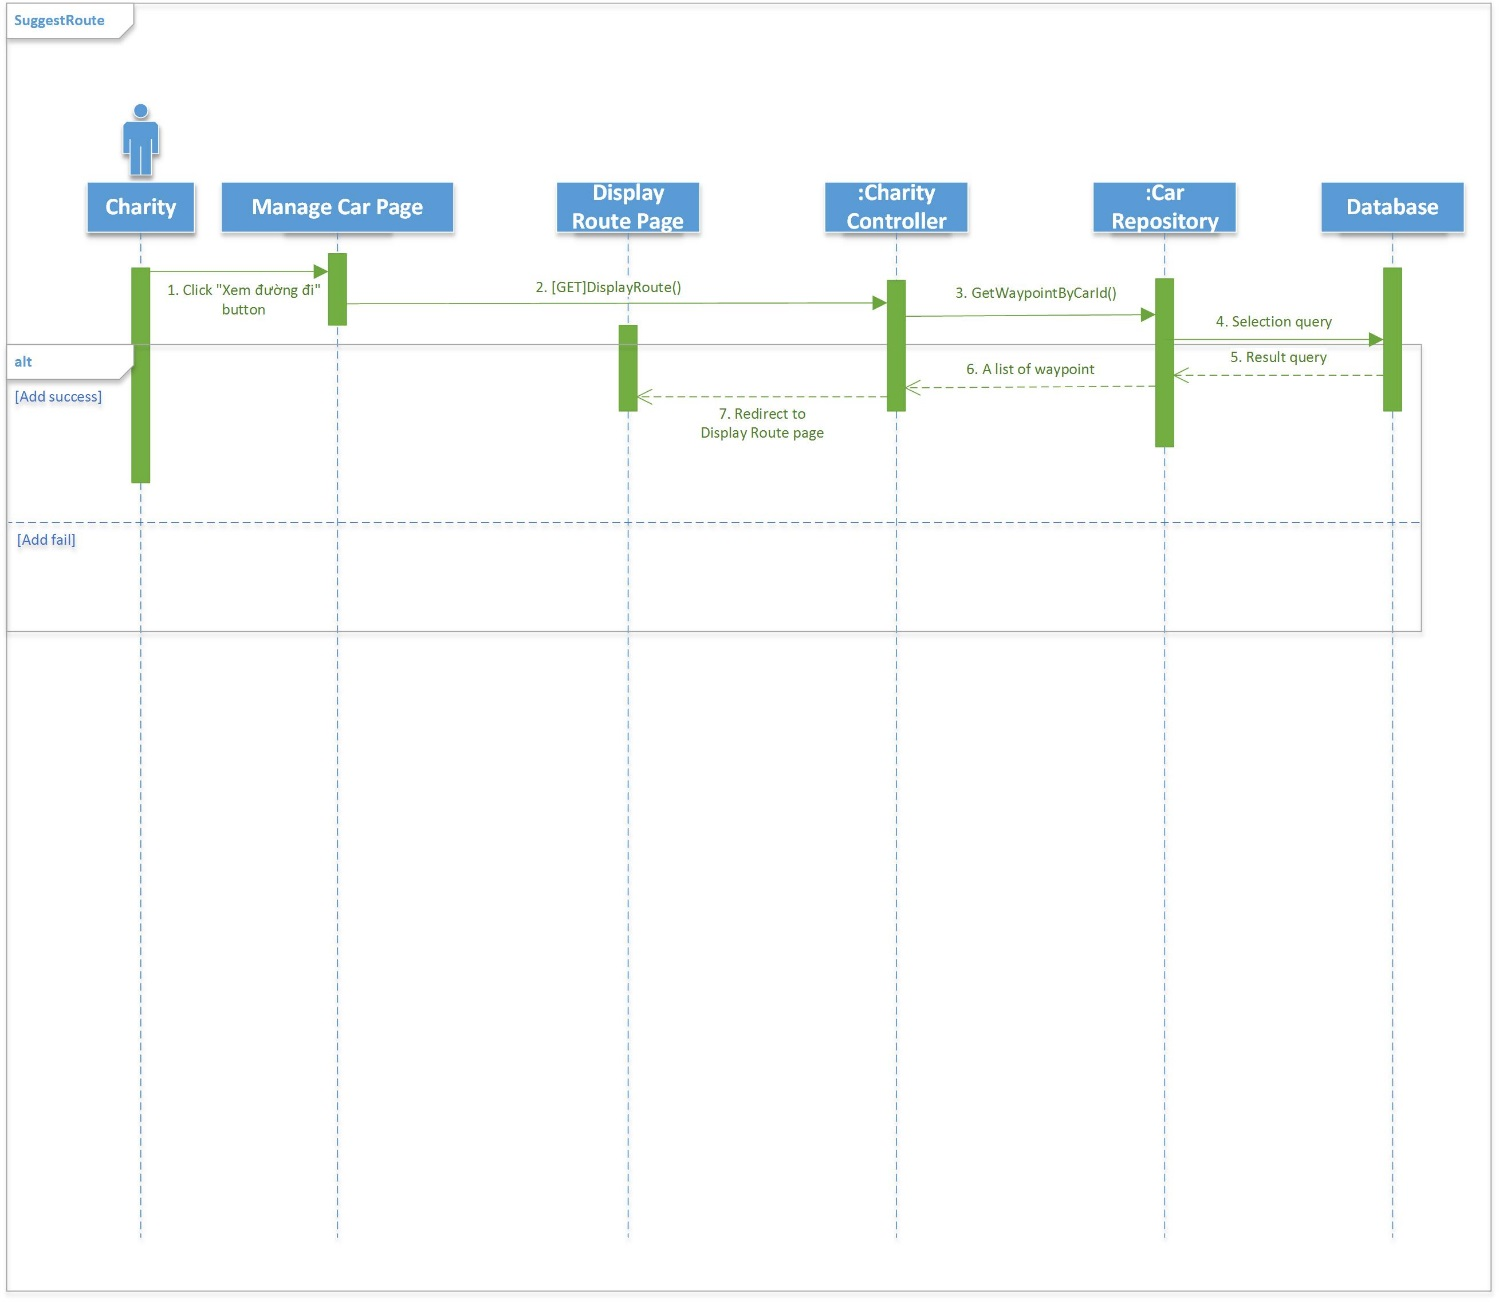 SuggestRoute
Charity
Manage Car Page
Display
Route Page
:Charity
Controller
:Car
Repository
Database
1. Click "Xem đường đi"
button
2. [GET]DisplayRoute()
3. GetWaypointByCarId()
4. Selection query
5. Result query
6. A list of waypoint
7. Redirect to
Display Route page
alt
[Add success]
[Add fail]